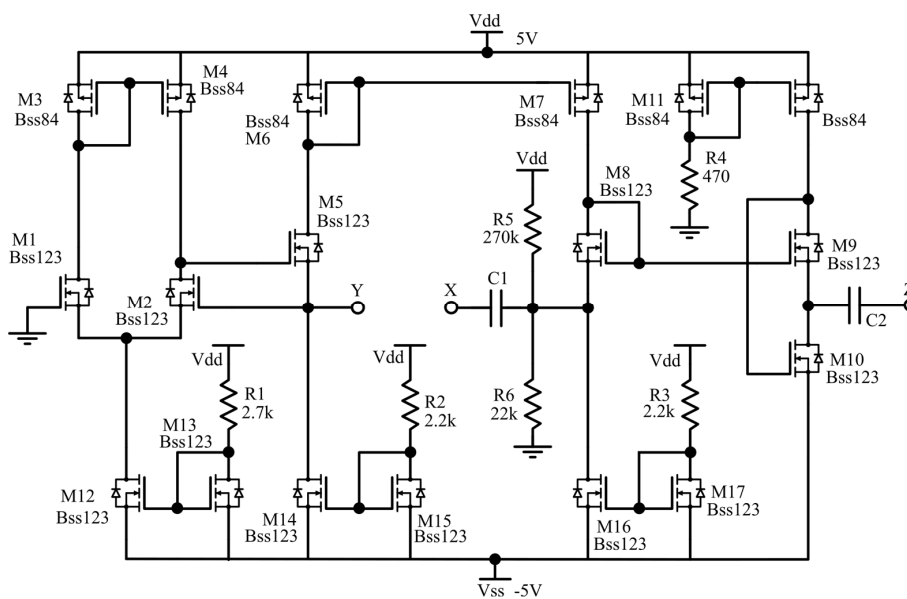 Vdd
5V
M3
Bss84
M4
Bss84
Bss84
M6
M7
Bss84
M11
Bss84
Bss84
R4
470
Vdd
M8
Bss123
M5
Bss123
R5
270k
M1
Bss123
M9
Bss123
M2
Bss123
Y
X
C1
Z
C2
Vdd
Vdd
Vdd
M10
Bss123
R1
2.7k
R2
2.2k
R6
22k
R3
2.2k
M13
Bss123
M12
Bss123
M14
Bss123
M15
Bss123
M16
Bss123
M17
Bss123
Vss -5V